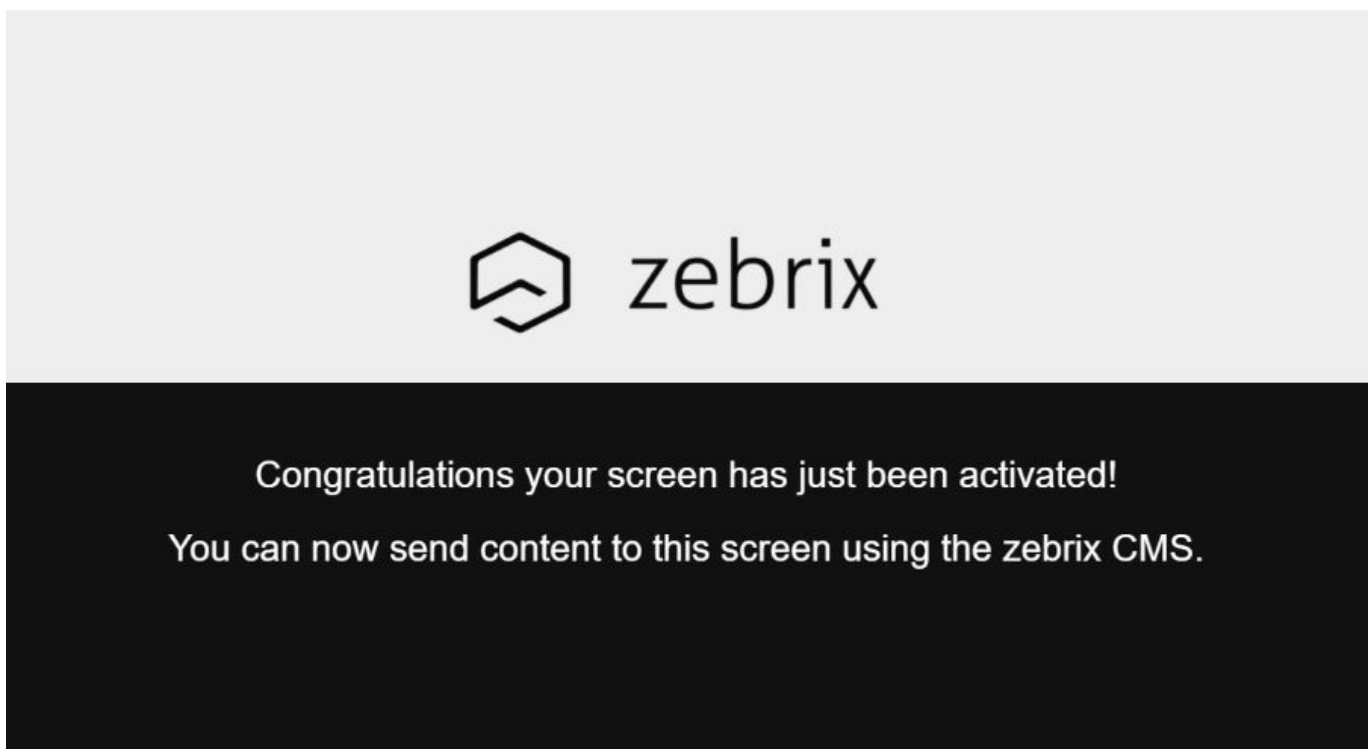 zebrix
Congratulations your screen has just been activated!
You can now send content to this screen using the zebrix CMS.